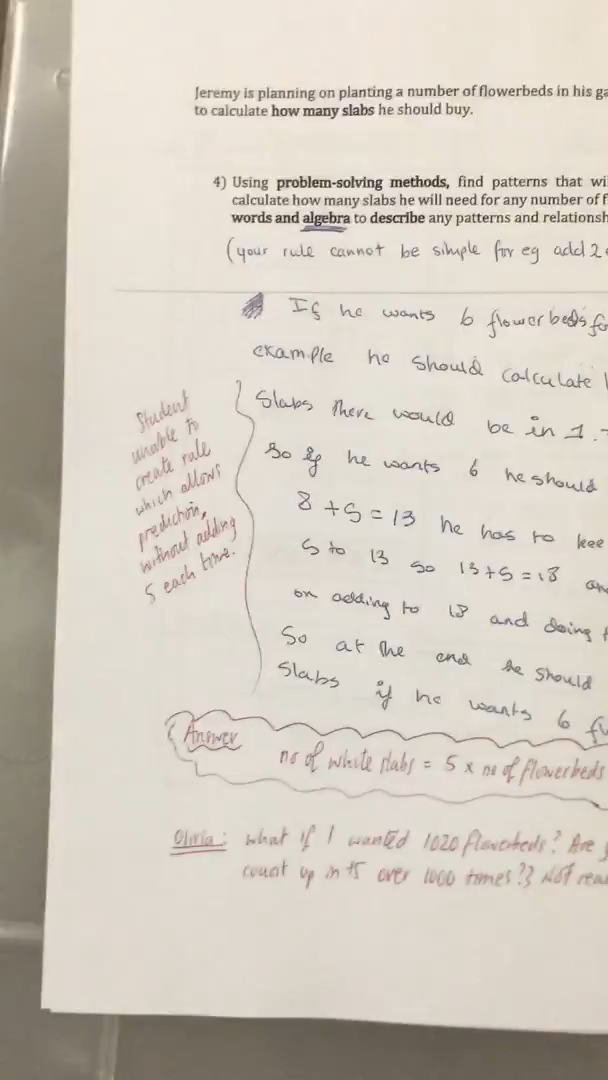 Jeremy is planning on planting a number of flowerbeds in his ga
to calculate how many slabs he should buy.
4) Using problem-solving methods, find patterns that wi
calculate how many slabs he will need for any number of f
words and algebra to describe any patterns and relationsh
(your rule cannot be simple for eg add 2
If he wants 6 flowerbeds fo
example he should calculate
slabs there would be in 1.
So if he wants 6 he should
8 + 5 = 13 he has to kee
5 to 13 so 13+5=18 an
on adding to 18 and doing
So at the end he should
slabs if he wants 6 f
Student
unable to
create rule
which allows
prediction,
without adding
5 each time.
Answer
no of white slabs = 5 x no of flowerbeds
Olivia: what if I wanted 1020 flowerbeds? Are
count up in +5 over 1000 times?? Not rea